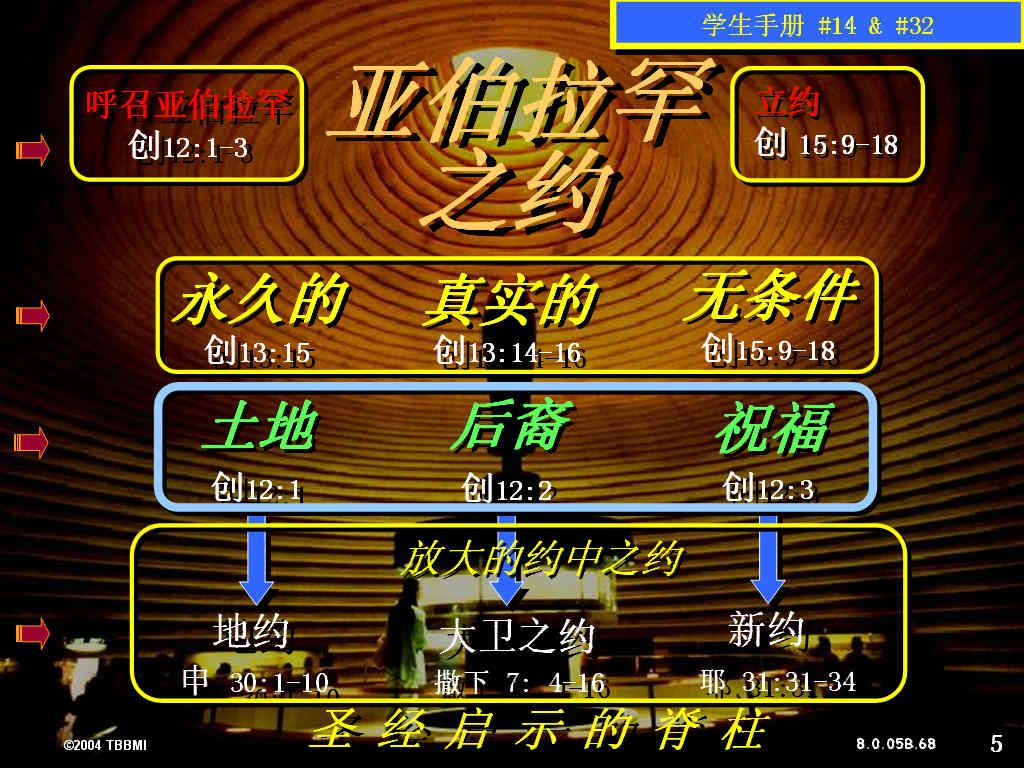 学生手册 #14 & #32
呼召亚伯拉罕
创12:1-3
亚伯拉罕
之约
立约
创 15:9-18
永久的 真实的 无条件
创13:15 创13:14-16 创15:9-18
土地 后裔 祝福
创12:1 创12:2 创12:3
放大的约中之约
地约 大卫之约 新约
申 30:1-10 撒下 7: 4-16 耶 31:31-34
圣经启示的脊柱
©2004 TBBMI 8.0.05B.68 5